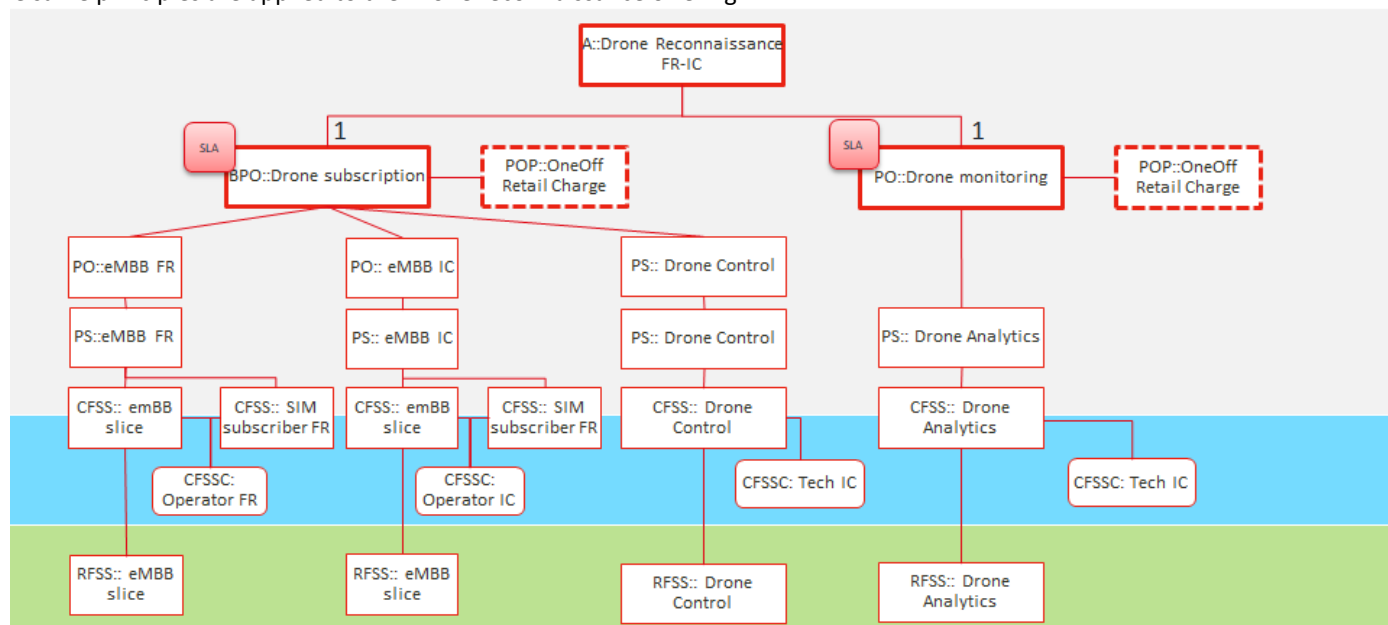 A::Drone Reconnaissance
FR-IC
1
1
SLA
SLA
BPO::Drone subscription
POP::OneOff
Retail Charge
PO::Drone monitoring
POP::OneOff
Retail Charge
PO::eMBB FR
PO:: eMBB IC
PS:: Drone Control
PS::eMBB FR
PS:: eMBB IC
PS:: Drone Control
PS:: Drone Analytics
CFSS:: emBB
slice
CFSS:: SIM
subscriber FR
CFSS:: emBB
slice
CFSS:: SIM
subscriber FR
CFSS:: Drone
Control
CFSS:: Drone
Analytics
CFSSC:
Operator FR
CFSSC:
Operator IC
CFSSC: Tech IC
CFSSC: Tech IC
RFSS:: eMBB
slice
RFSS:: eMBB
slice
RFSS:: Drone
Control
RFSS:: Drone
Analytics